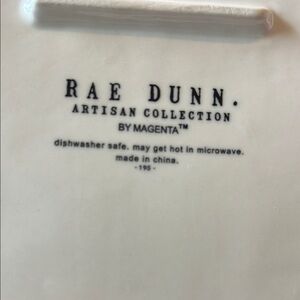 RAE DUNN.
ARTISAN COLLECTION
BY MAGENTA™
dishwasher safe. may get hot in microwave.
made in china.
-195-